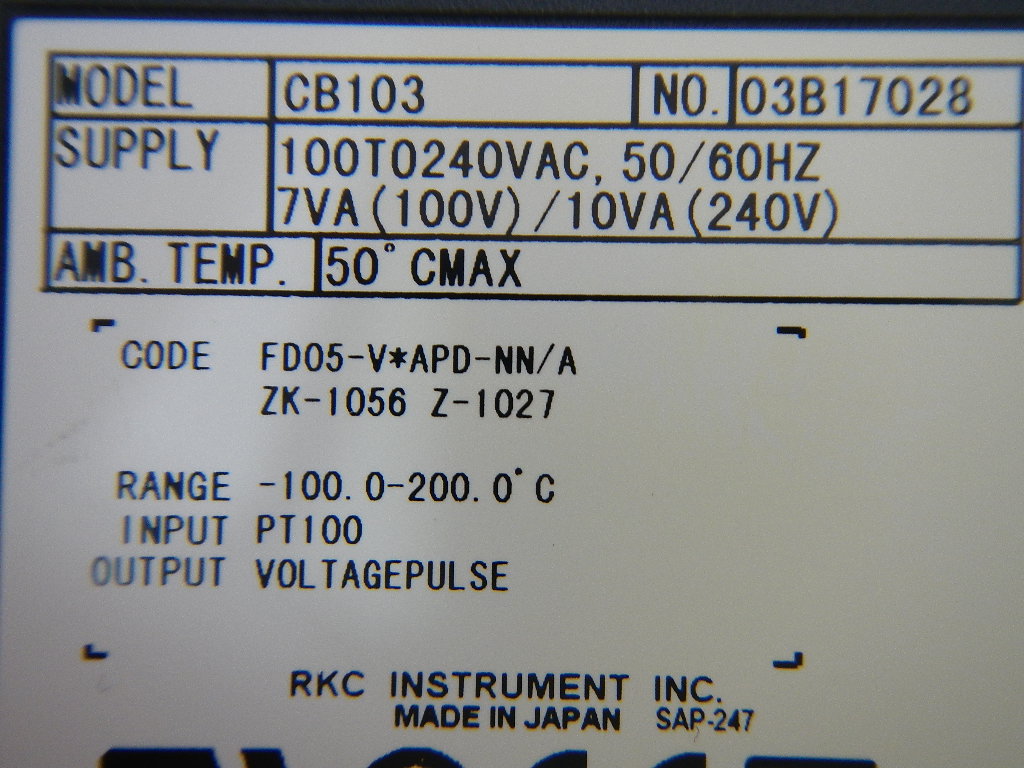 MODEL CB103 NO. 03B17028
SUPPLY 100TO240VAC, 50/60HZ
7VA(100V)/10VA(240V)
AMB. TEMP. 50°CMAX
CODE FD05-V*APD-NN/A
ZK-1056 Z-1027
RANGE -100.0-200.0°C
INPUT PT100
OUTPUT VOLTAGEPULSE
RKC INSTRUMENT INC.
MADE IN JAPAN SAP-247